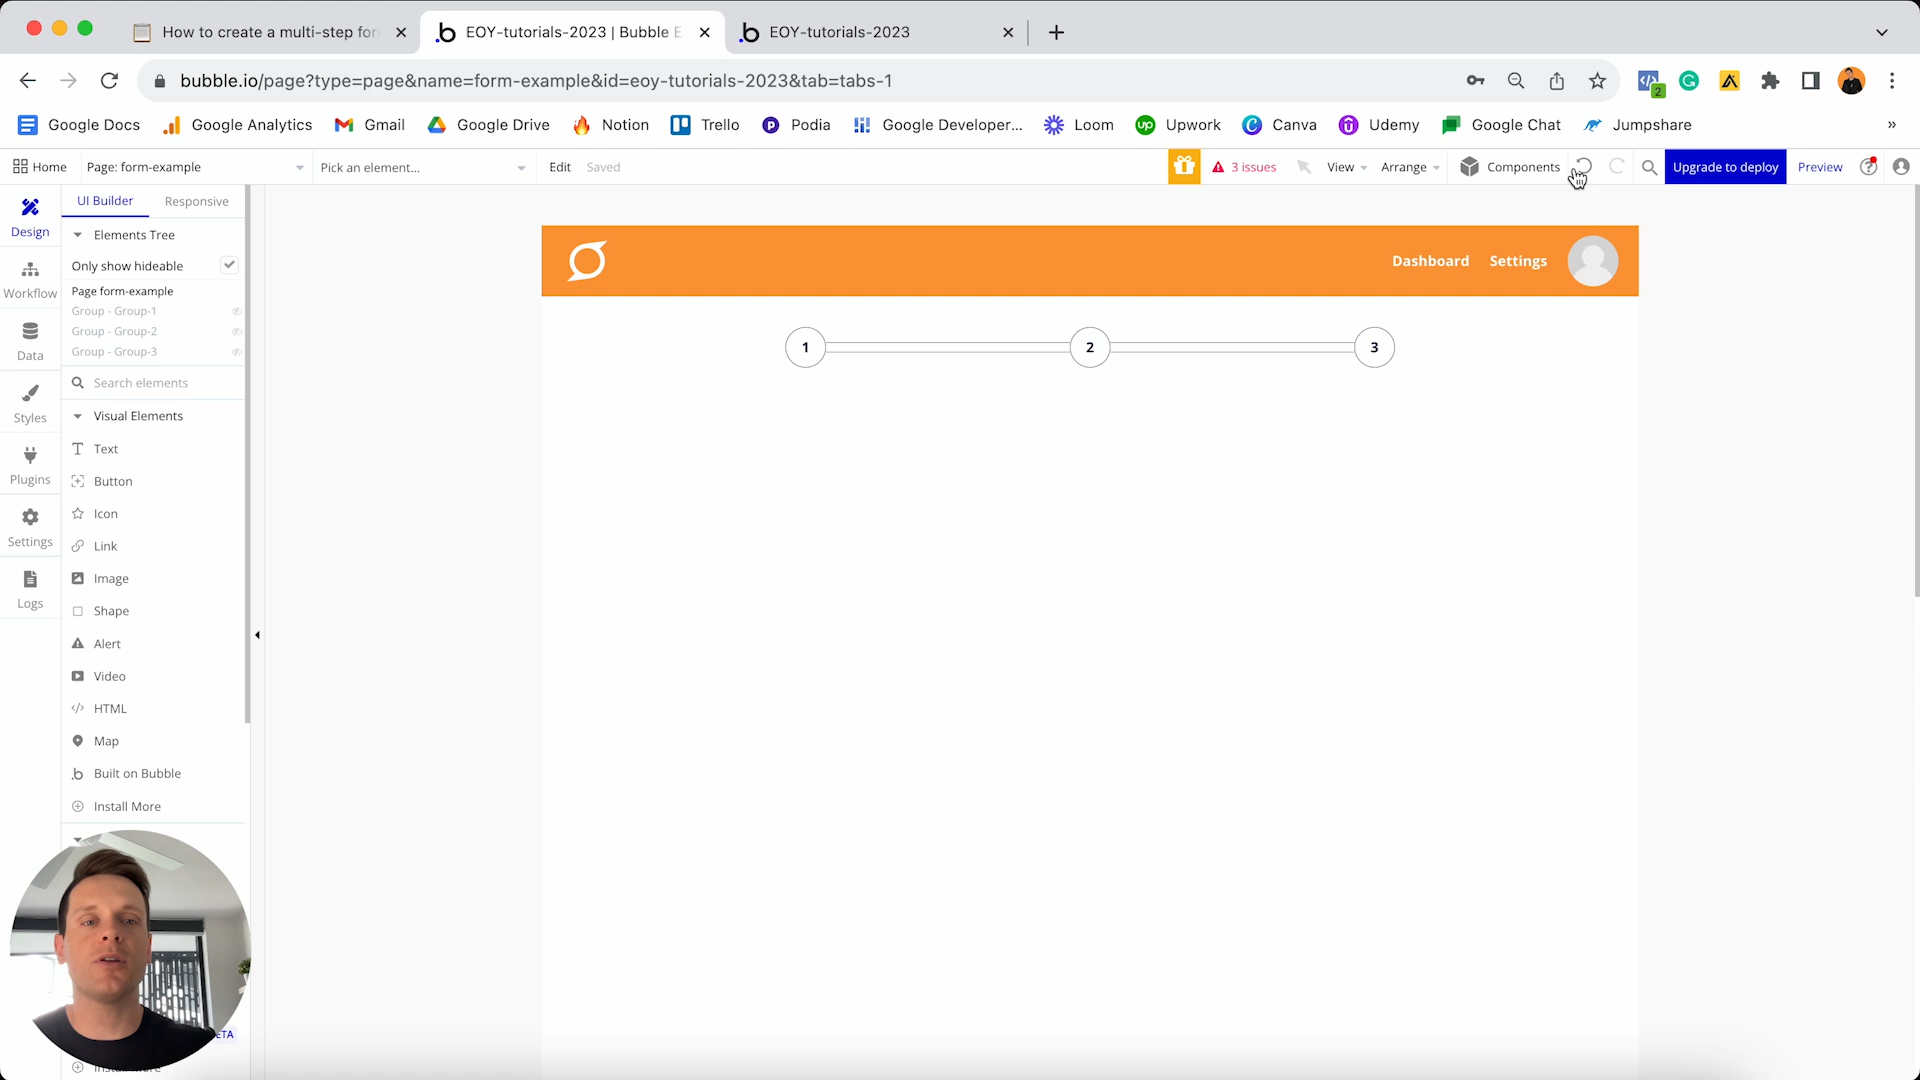 How to create a multi-step for
EOY-tutorials-2023 | Bubble E
EOY-tutorials-2023
bubble.io/page?type=page&name=form-example&id=eoy-tutorials-2023&tab=tabs-1
2
Google Docs
Google Analytics
Gmail
Google Drive
Notion
Trello
Podia
Google Developer...
Loom
Upwork
Canva
Udemy
Google Chat
Jumpshare
»
Home
Page: form-example
Pick an element...
Edit
Saved
3 issues
View
Arrange
Components
Upgrade to deploy
Preview
Design
Workflow
Data
Styles
Plugins
Settings
Logs
UI Builder
Responsive
Elements Tree
Only show hideable
Page form-example
Group - Group-1
Group - Group-2
Group - Group-3
Search elements
Visual Elements
Text
Button
Icon
Link
Image
Shape
Alert
Video
HTML
Map
Built on Bubble
Install More
Dashboard
Settings
1
2
3